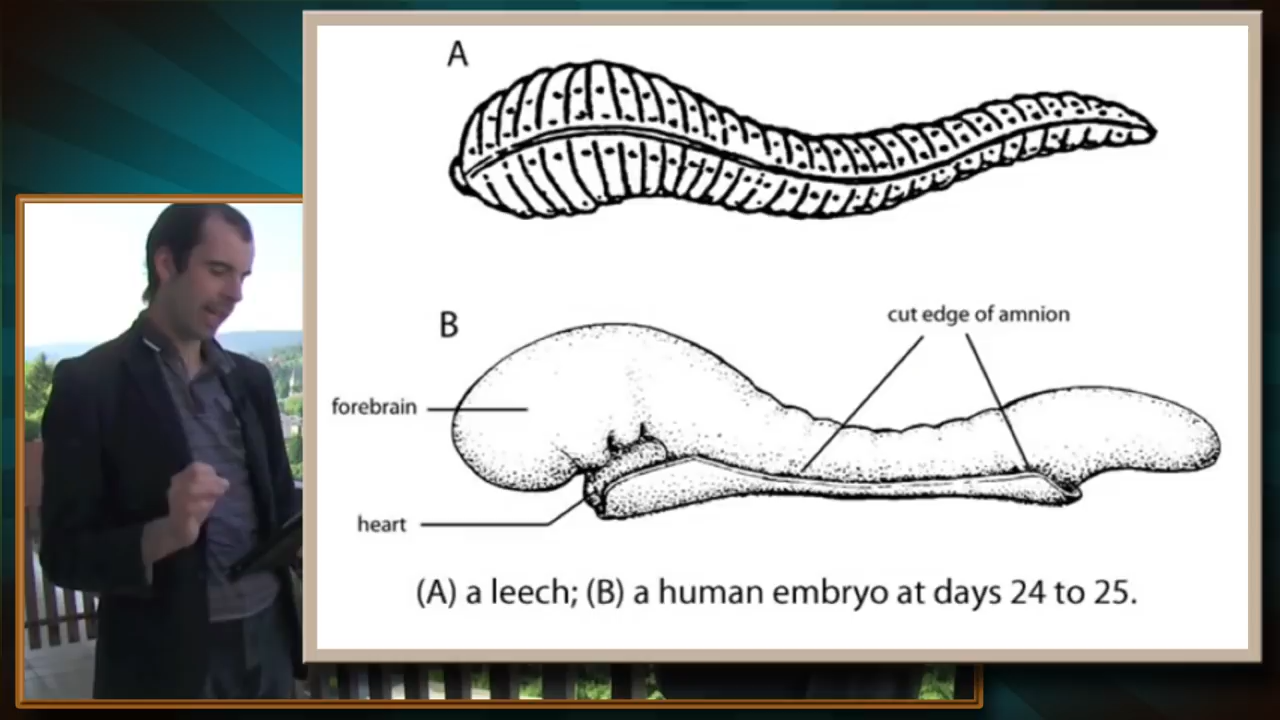 A
B
cut edge of amnion
forebrain
heart
(A) a leech; (B) a human embryo at days 24 to 25.